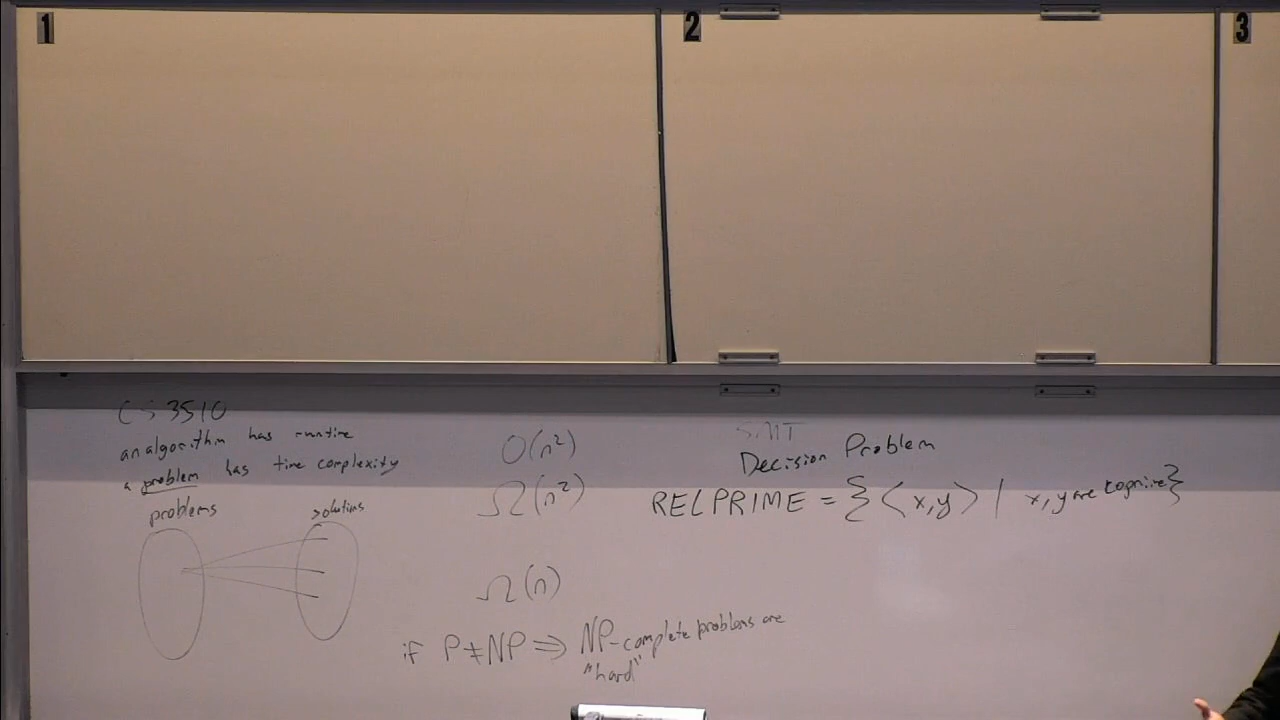 1
2
3
CS 3510
an algorithm has runtime
a problem has time complexity
problems
solutions
O(n²)
Ω(n²)
Ω(n)
if P≠NP ⇒ NP-complete problems are
"hard"
SMT
Decision Problem
RELPRIME = {⟨x,y⟩ | x,y are coprime}